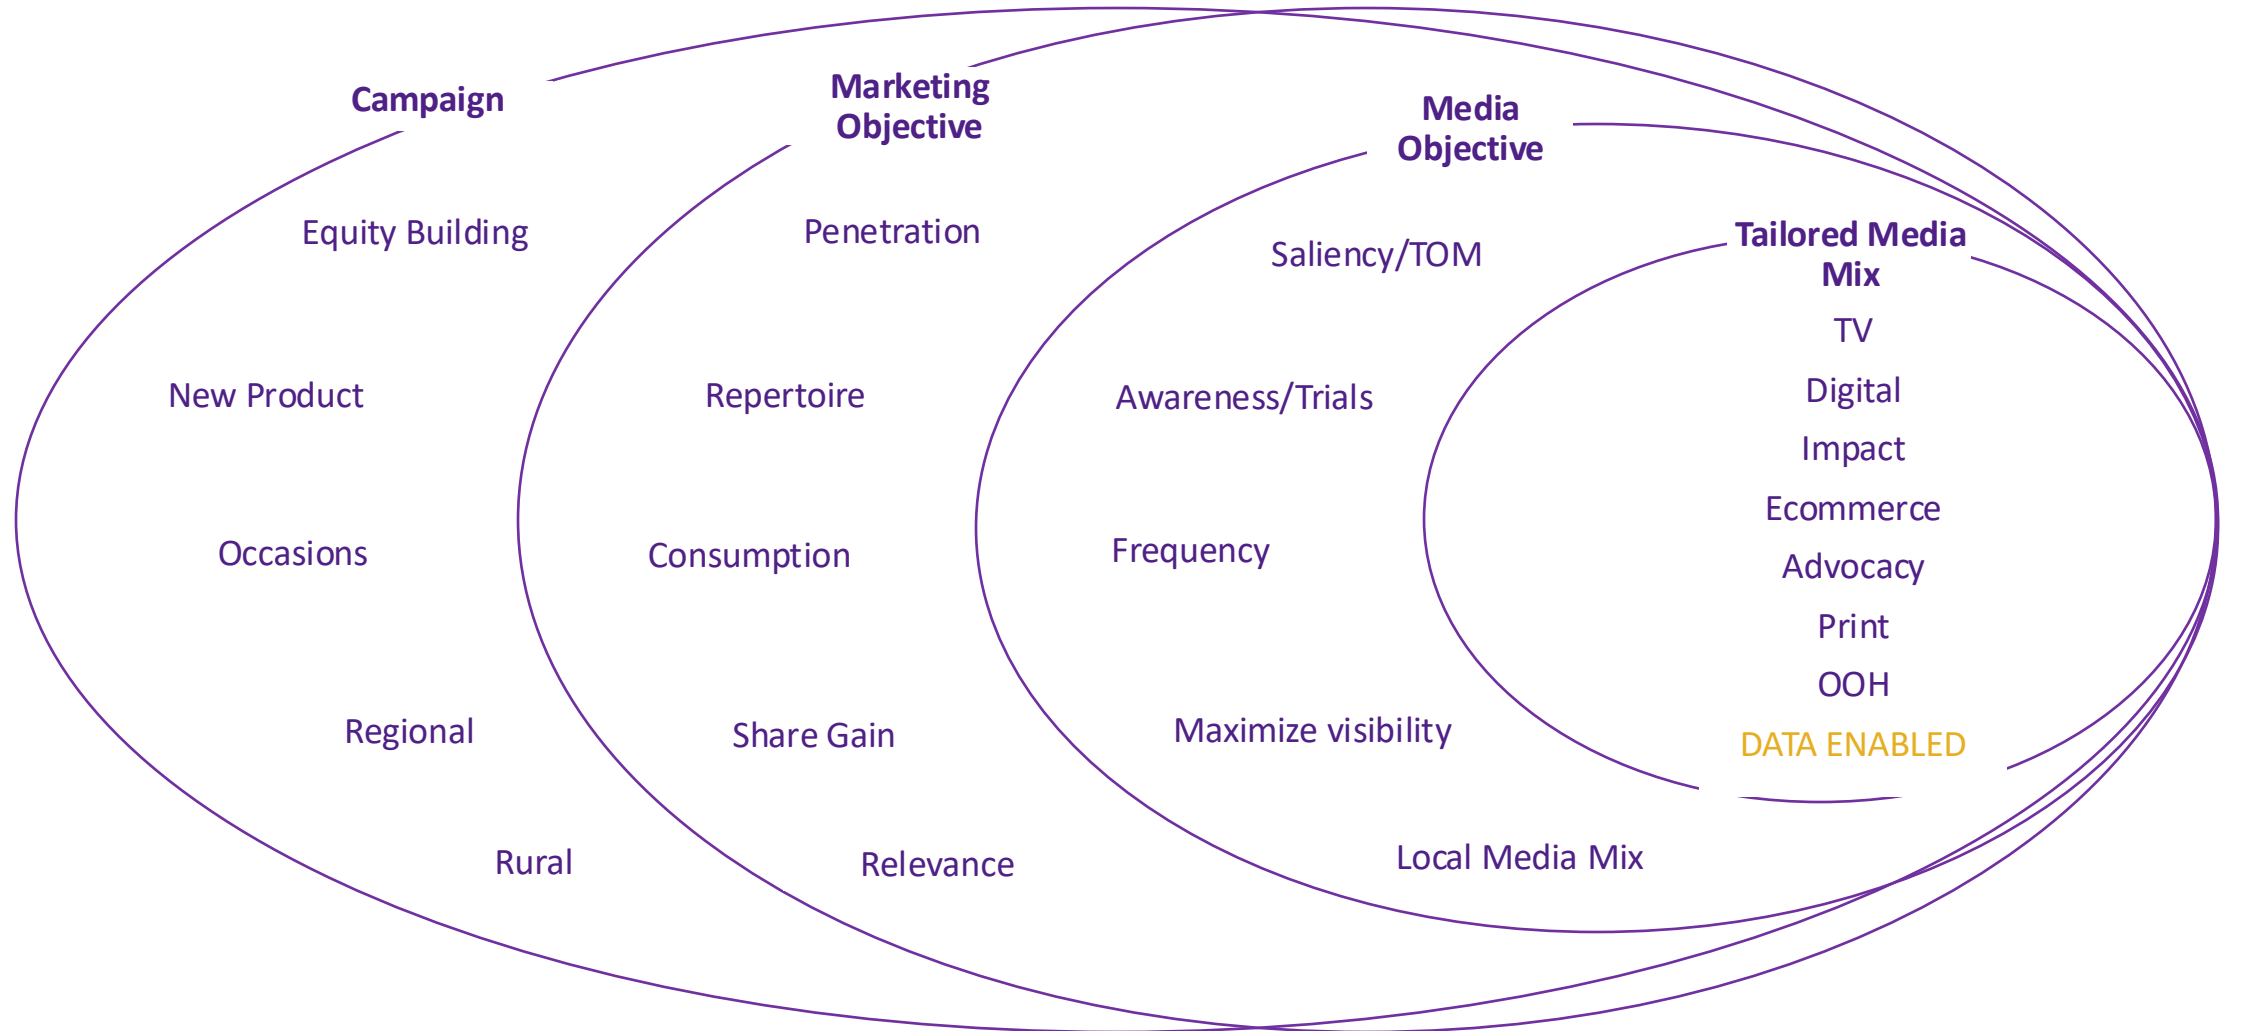 Campaign
Equity Building
New Product
Occasions
Regional
Rural
Marketing
Objective
Penetration
Repertoire
Consumption
Share Gain
Relevance
Media
Objective
Saliency/TOM
Awareness/Trials
Frequency
Maximize visibility
Local Media Mix
Tailored Media
Mix
TV
Digital
Impact
Ecommerce
Advocacy
Print
OOH
DATA ENABLED